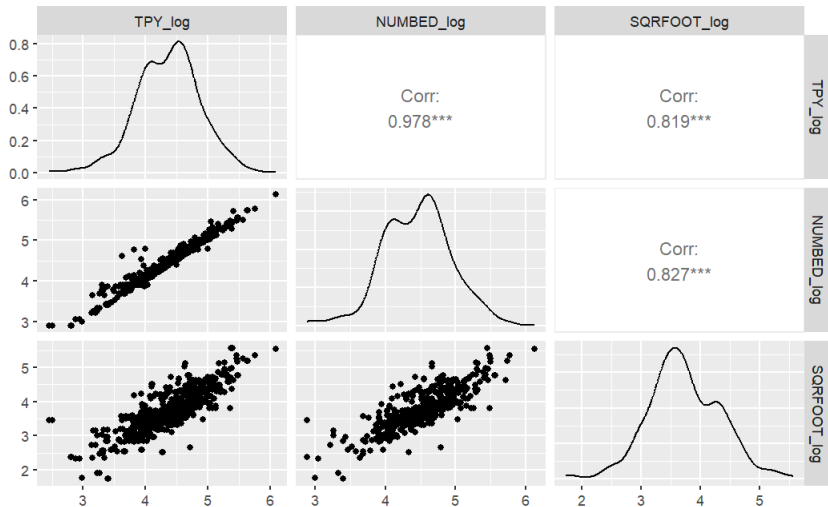 TPY_log NUMBED_log SQRFOOT_log
0.8
0.6
0.4
0.2
0.0
Corr:
0.978***
Corr:
0.819***
TPY_log
6
5
4
3
Corr:
0.827***
NUMBED_log
5
4
3
2
SQRFOOT_log
3 4 5 6 3 4 5 6 2 3 4 5